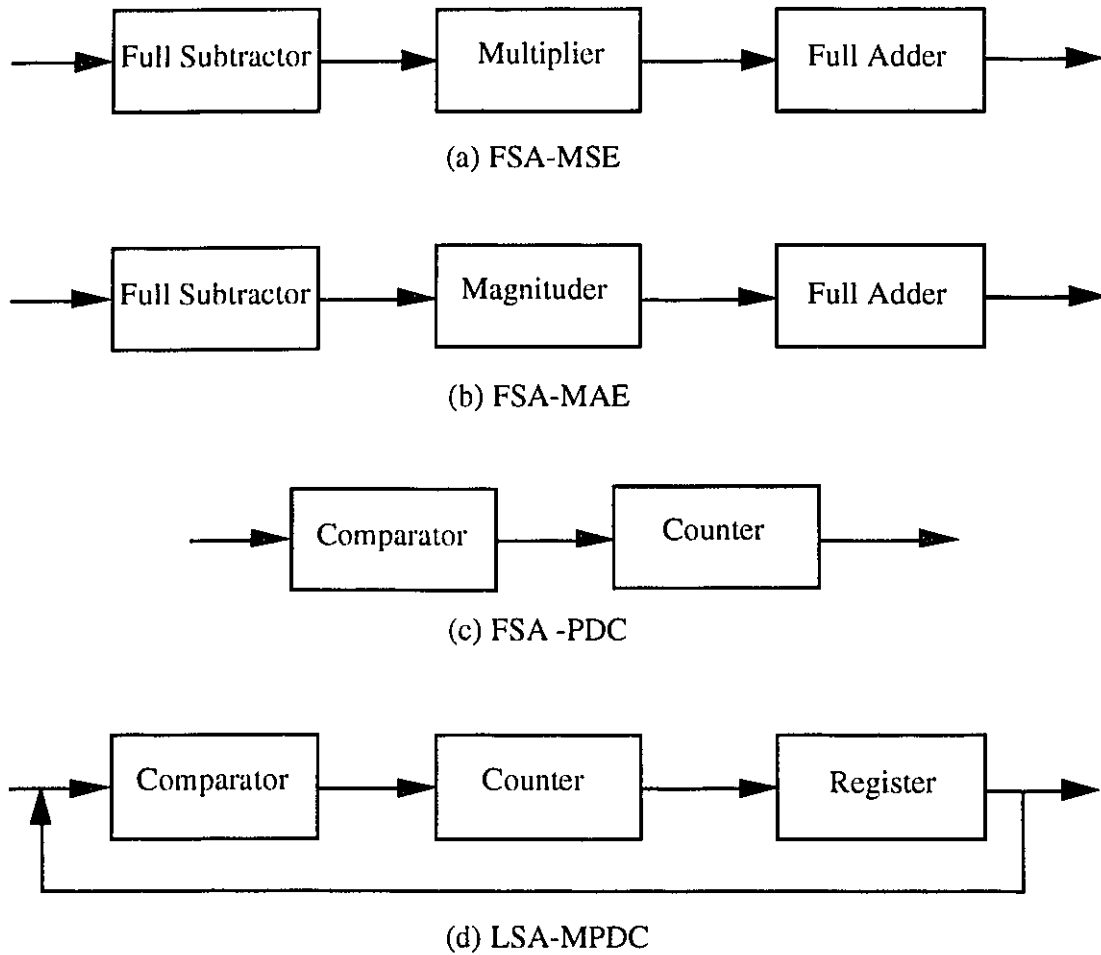 Full Subtractor Multiplier Full Adder
(a) FSA-MSE
Full Subtractor Magnituder Full Adder
(b) FSA-MAE
Comparator Counter
(c) FSA -PDC
Comparator Counter Register
(d) LSA-MPDC